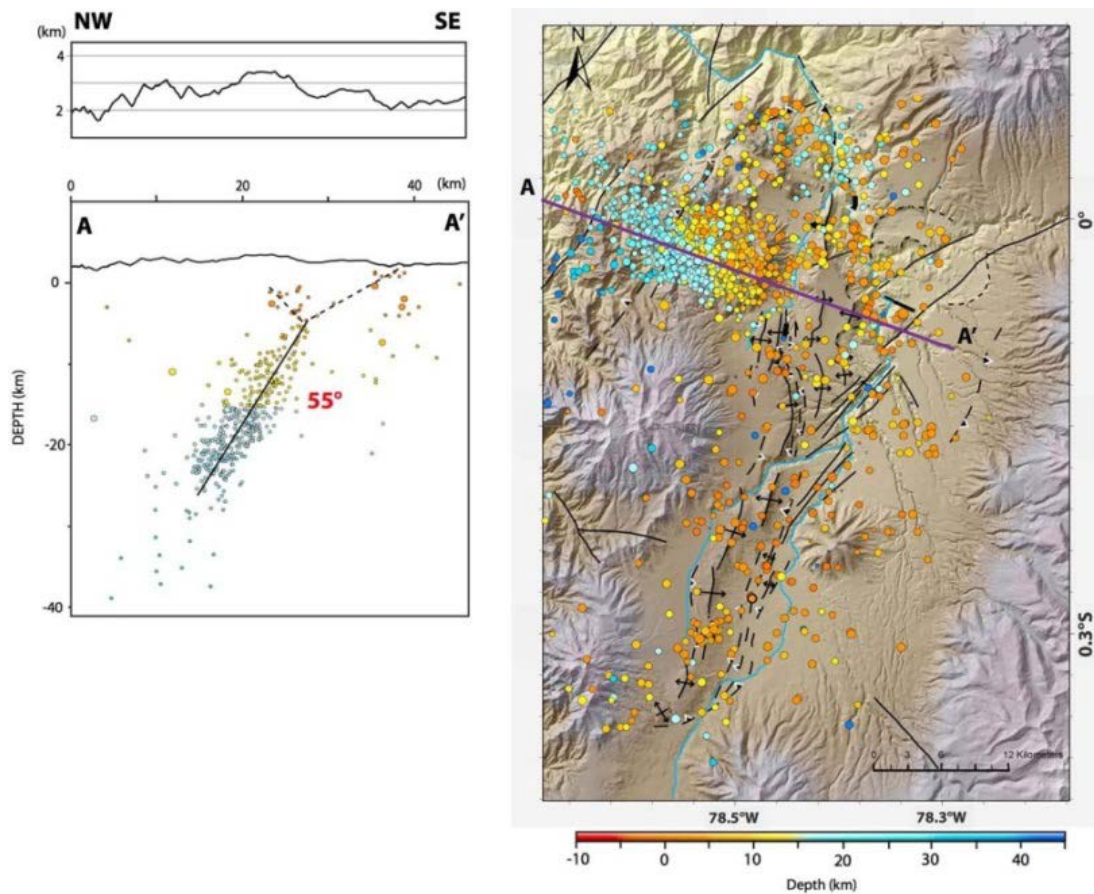 NW SE
(km)
4
2
0 20 40 (km)
A A'
0
DEPTH (km)
-20
-40
55°
N
A
A'
0°
0.3°S
0 3 6 12 Kilometers
78.5°W 78.3°W
-10 0 10 20 30 40
Depth (km)